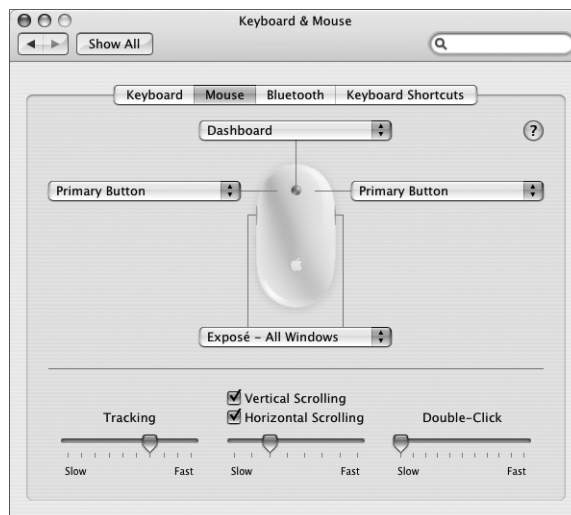 Keyboard & Mouse
Show All
Keyboard Mouse Bluetooth Keyboard Shortcuts
Dashboard
?
Primary Button Primary Button
Exposé – All Windows
Vertical Scrolling
Tracking Horizontal Scrolling Double-Click
Slow Fast Slow Fast Slow Fast